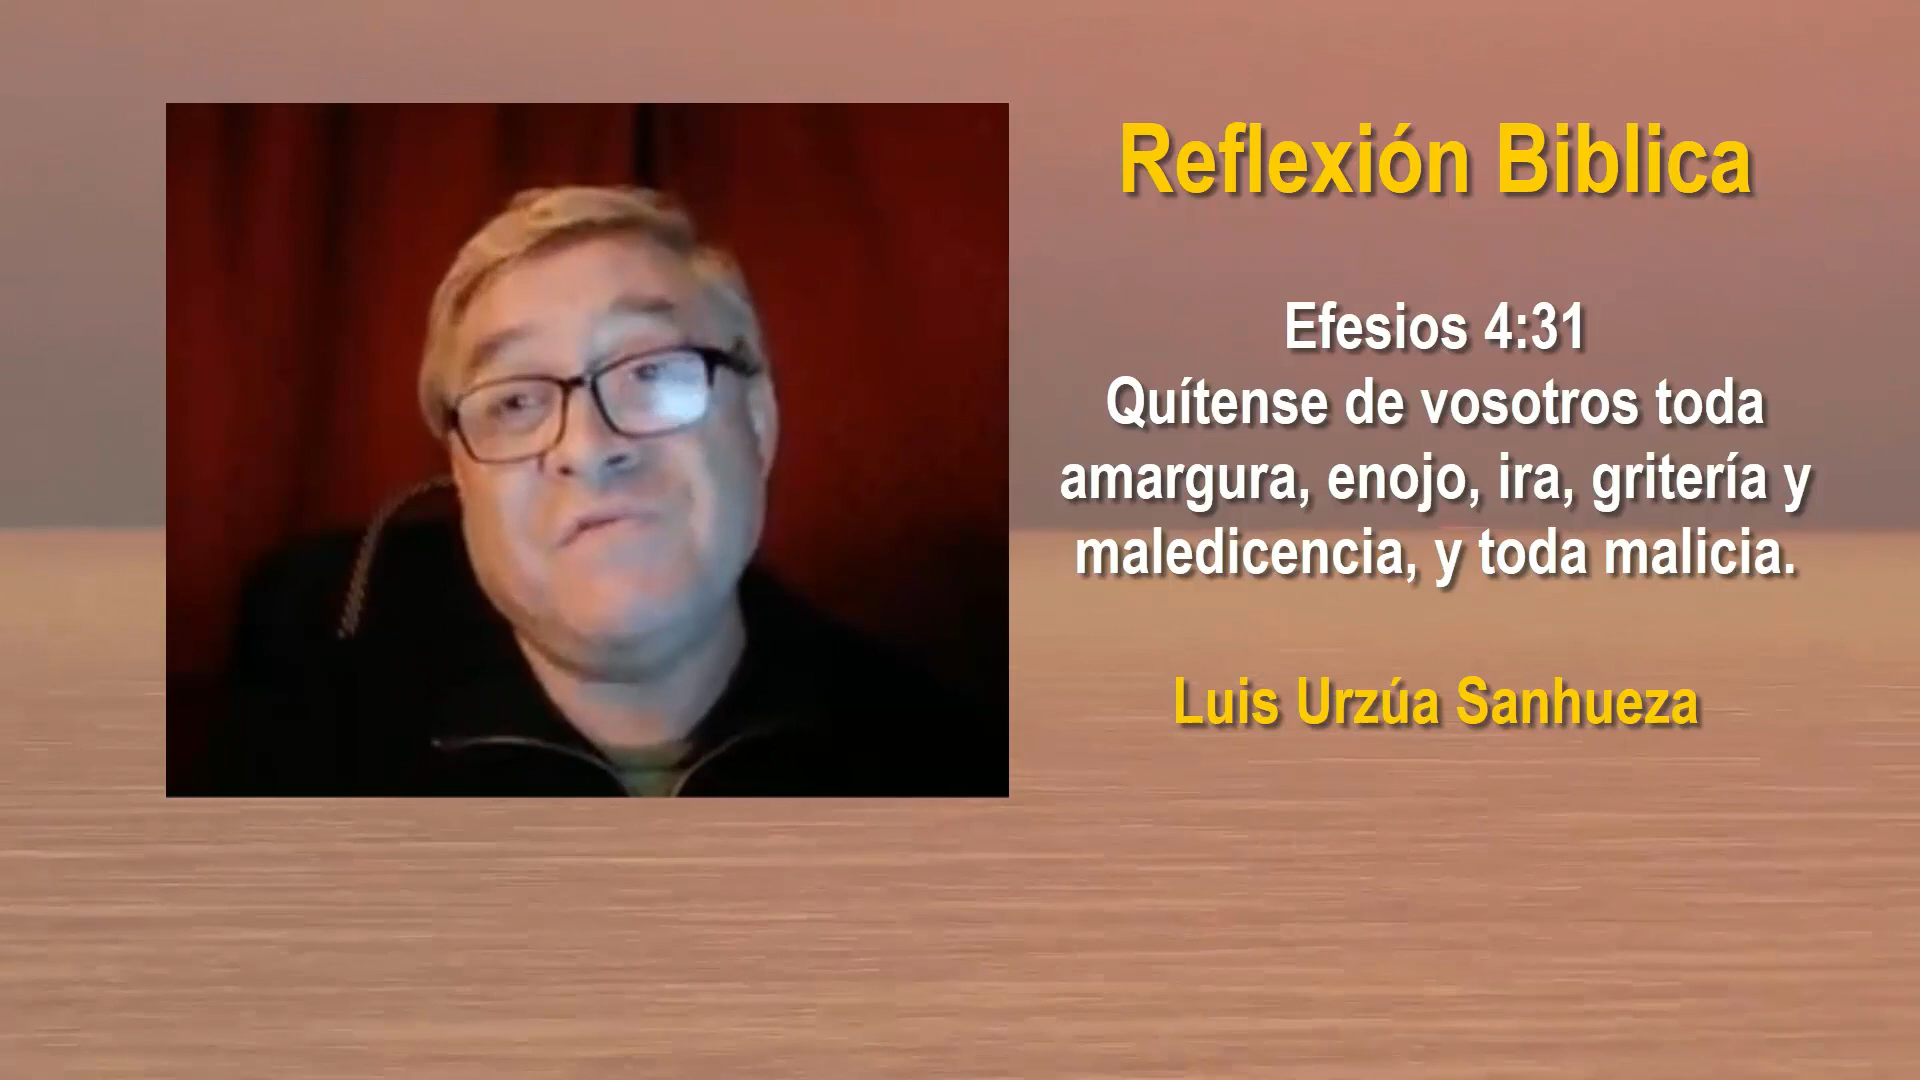 Reflexión Biblica
Efesios 4:31
Quítense de vosotros toda
amargura, enojo, ira, gritería y
maledicencia, y toda malicia.
Luis Urzúa Sanhueza